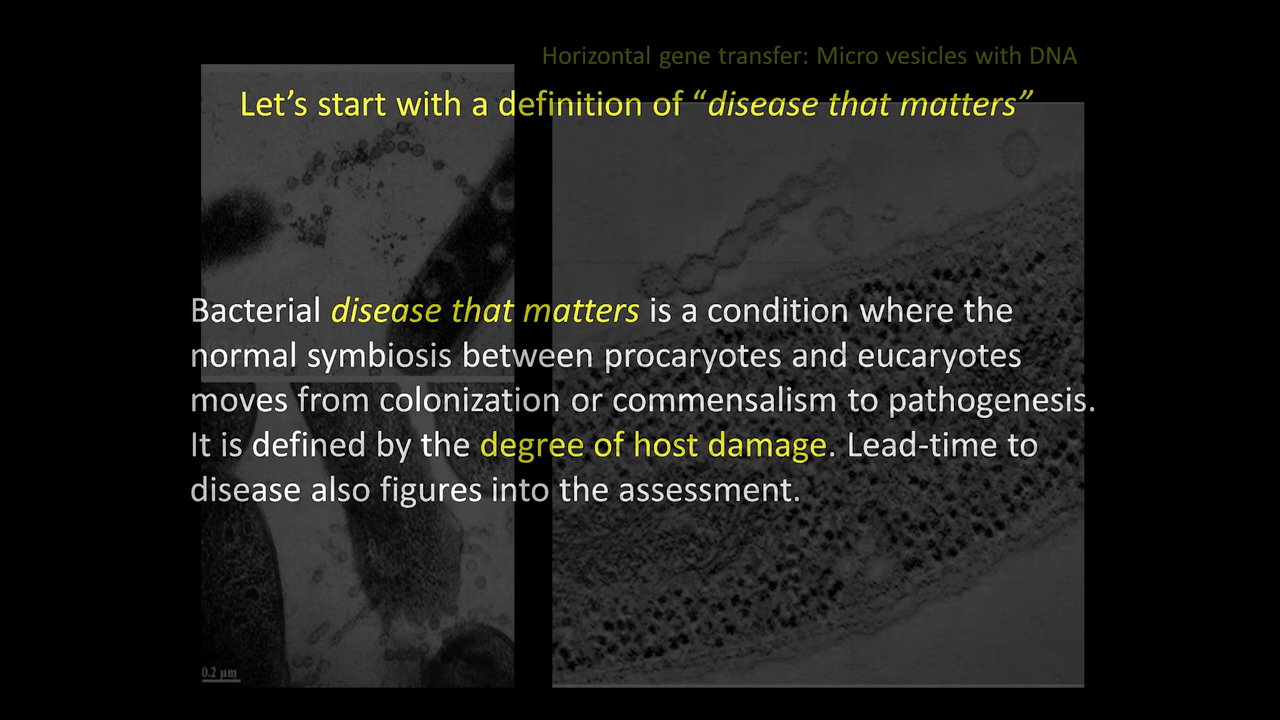 Horizontal gene transfer: Micro vesicles with DNA
Let’s start with a definition of “disease that matters”
Bacterial disease that matters is a condition where the
normal symbiosis between procaryotes and eucaryotes
moves from colonization or commensalism to pathogenesis.
It is defined by the degree of host damage. Lead-time to
disease also figures into the assessment.
0.2 µm